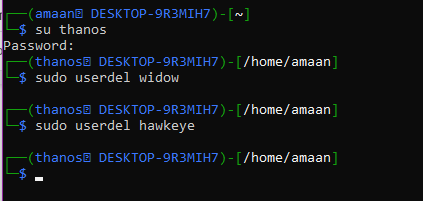 ┌──(amaan⍰ DESKTOP-9R3MIH7)-[~]
└─$ su thanos
Password:
┌──(thanos⍰ DESKTOP-9R3MIH7)-[/home/amaan]
└─$ sudo userdel widow
┌──(thanos⍰ DESKTOP-9R3MIH7)-[/home/amaan]
└─$ sudo userdel hawkeye
┌──(thanos⍰ DESKTOP-9R3MIH7)-[/home/amaan]
└─$